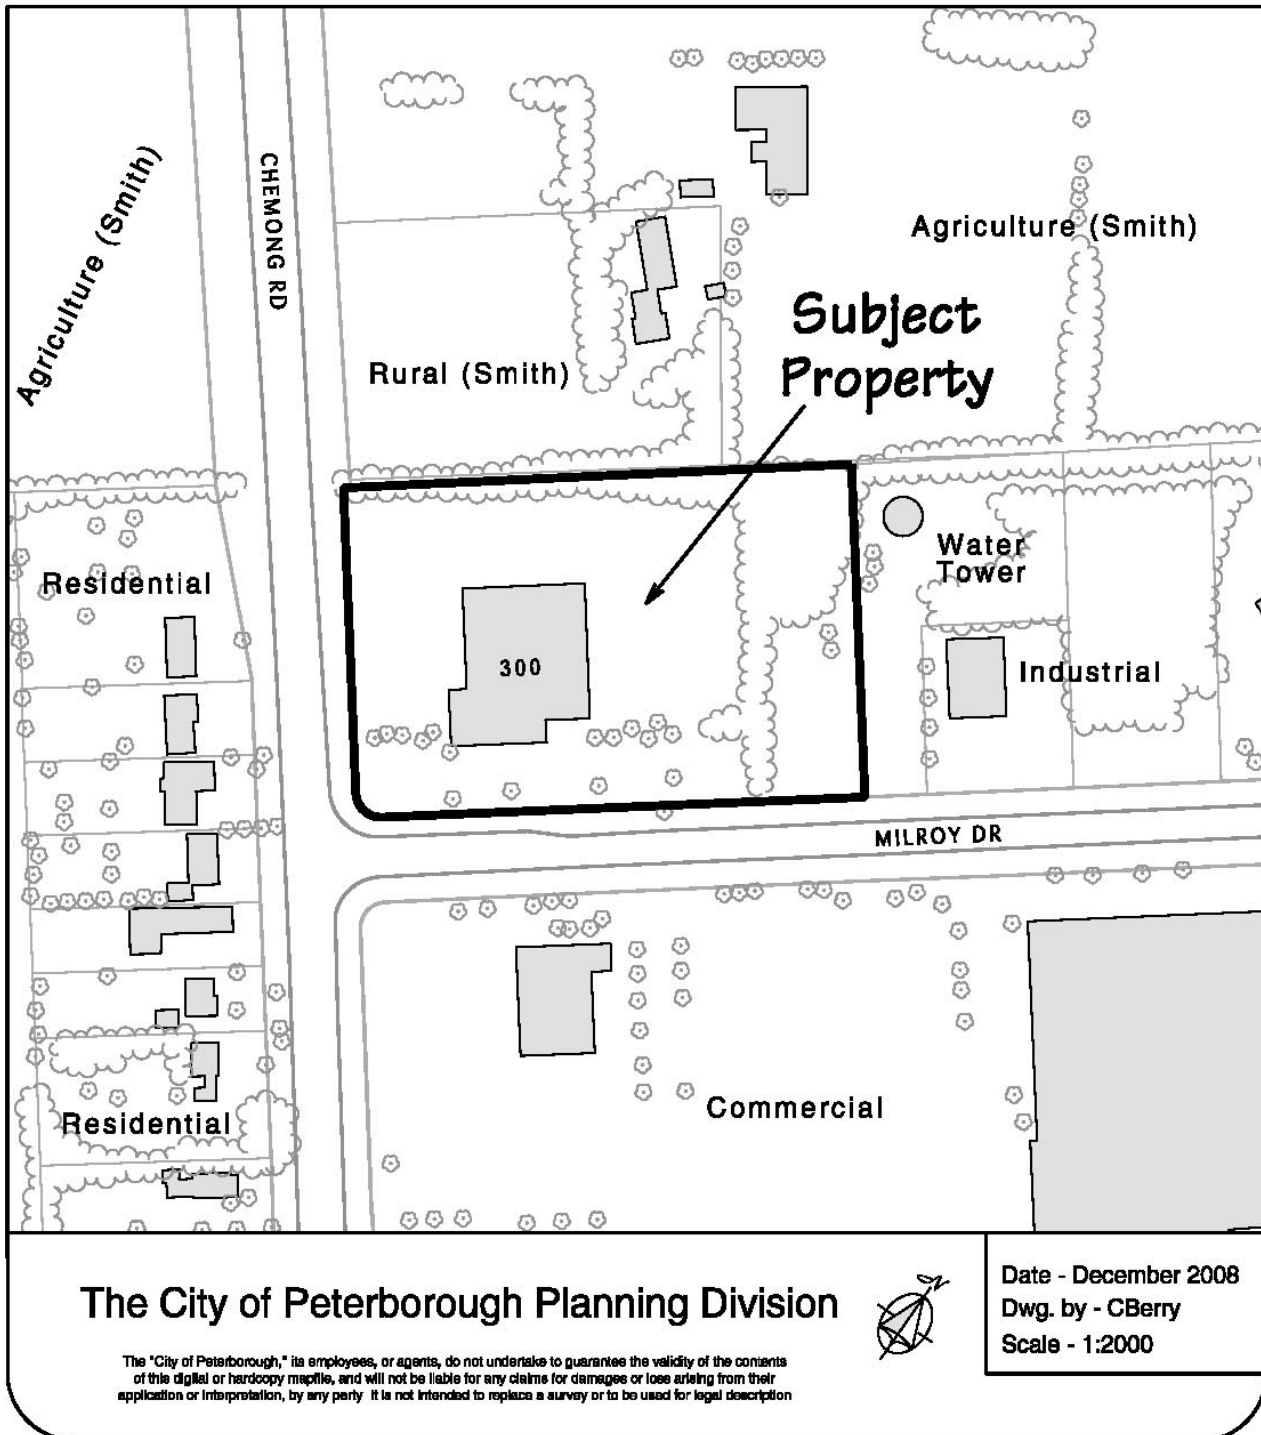 CHEMONG RD
Agriculture (Smith)
Agriculture (Smith)
Subject
Property
Rural (Smith)
Water
Tower
Residential
300
Industrial
MILROY DR
Commercial
Residential
The City of Peterborough Planning Division
The "City of Peterborough," its employees, or agents, do not undertake to guarantee the validity of the contents
of this digital or hardcopy mapfile, and will not be liable for any claims for damages or loss arising from their
application or interpretation, by any party It is not intended to replace a survey or to be used for legal description
Date - December 2008
Dwg. by - CBerry
Scale - 1:2000